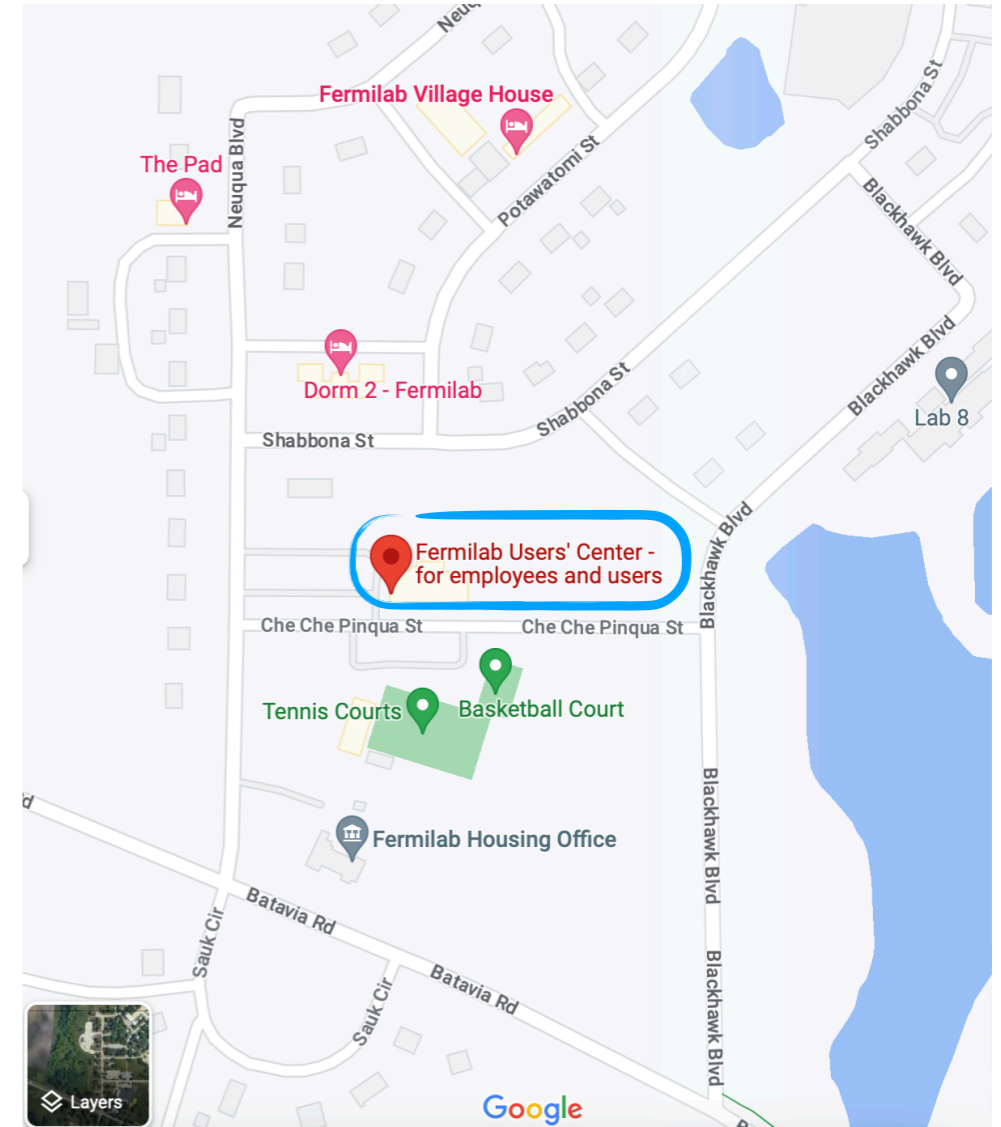 Neuq
Fermilab Village House
Shabbona St
Neuqua Blvd
The Pad
Potawatomi St
Blackhawk Blvd
Blackhawk Blvd
Dorm 2 - Fermilab
Shabbona St
Lab 8
Shabbona St
Blackhawk Blvd
Fermilab Users' Center -
for employees and users
Che Che Pinqua St
Che Che Pinqua St
Tennis Courts
Basketball Court
Blackhawk Blvd
Fermilab Housing Office
Batavia Rd
Sauk Cir
Batavia Rd
Sauk Cir
Blackhawk Blvd
Layers
Google